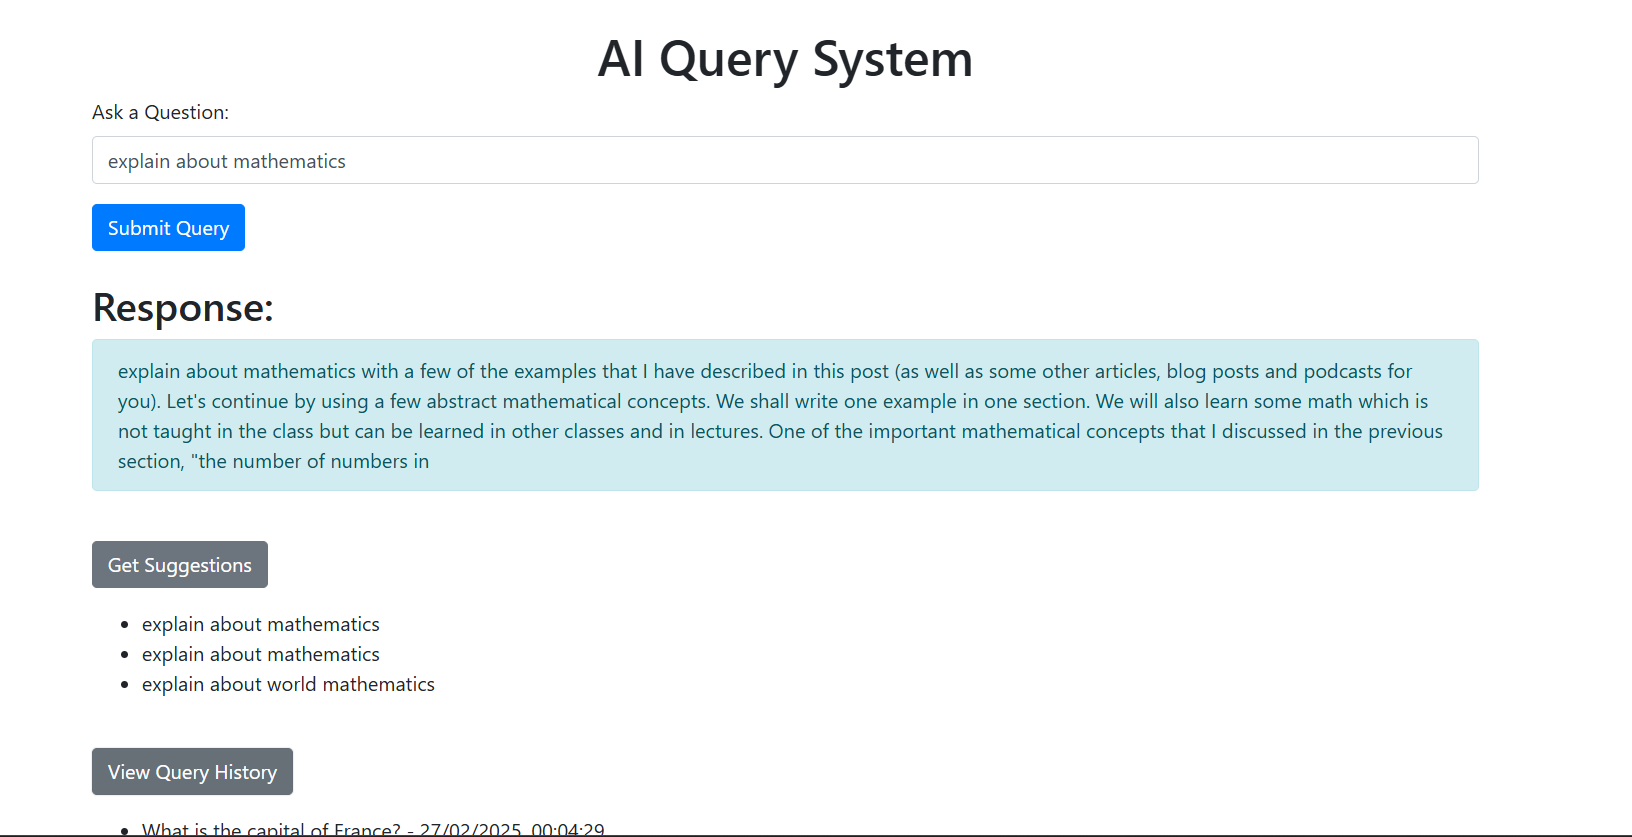 AI Query System
Ask a Question:
explain about mathematics
Submit Query
Response:
explain about mathematics with a few of the examples that I have described in this post (as well as some other articles, blog posts and podcasts for
you). Let's continue by using a few abstract mathematical concepts. We shall write one example in one section. We will also learn some math which is
not taught in the class but can be learned in other classes and in lectures. One of the important mathematical concepts that I discussed in the previous
section, "the number of numbers in
Get Suggestions
• explain about mathematics
• explain about mathematics
• explain about world mathematics
View Query History
• What is the capital of France? - 27/02/2025, 00:04:29